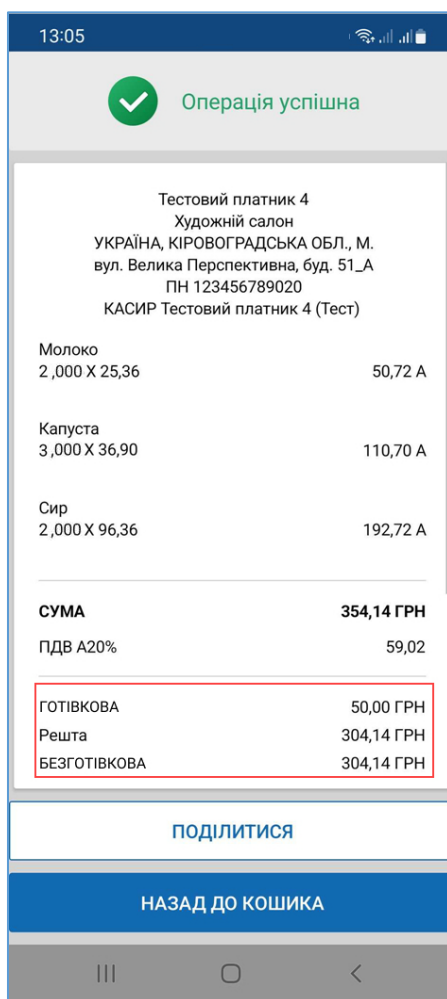 13:05
Операція успішна
Тестовий платник 4
Художній салон
УКРАЇНА, КІРОВОГРАДСЬКА ОБЛ., М.
вул. Велика Перспективна, буд. 51_А
ПН 123456789020
КАСИР Тестовий платник 4 (Тест)
Молоко
2 ,000 X 25,36 50,72 А
Капуста
3 ,000 X 36,90 110,70 А
Сир
2 ,000 X 96,36 192,72 А
СУМА 354,14 ГРН
ПДВ А20% 59,02
ГОТІВКОВА 50,00 ГРН
Решта 304,14 ГРН
БЕЗГОТІВКОВА 304,14 ГРН
ПОДІЛИТИСЯ
НАЗАД ДО КОШИКА